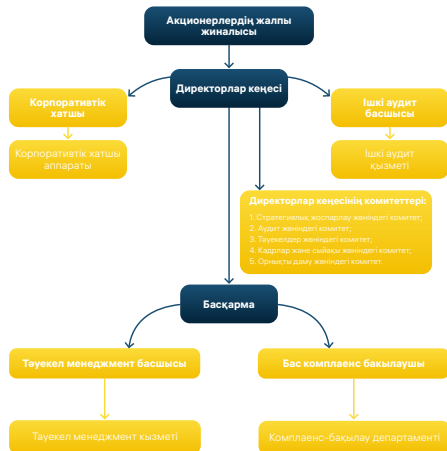 Акционерлердің жалпы
жиналысы
Директорлар кеңесі
Корпоративтік
хатшы
Ішкі аудит
басшысы
Корпоративтік хатшы
аппараты
Ішкі аудит
қызметі
Директорлар кеңесінің комитеттері:
1. Стратегиялық жоспарлау жөніндегі комитет;
2. Аудит жөніндегі комитет;
3. Тәуекелдер жөніндегі комитет;
4. Кадрлар және сыйақы жөніндегі комитет;
5. Орнықты даму жөніндегі комитет.
Басқарма
Тәуекел менеджмент басшысы
Бас комплаенс бақылаушы
Тәуекел менеджмент қызметі
Комплаенс-бақылау департаменті